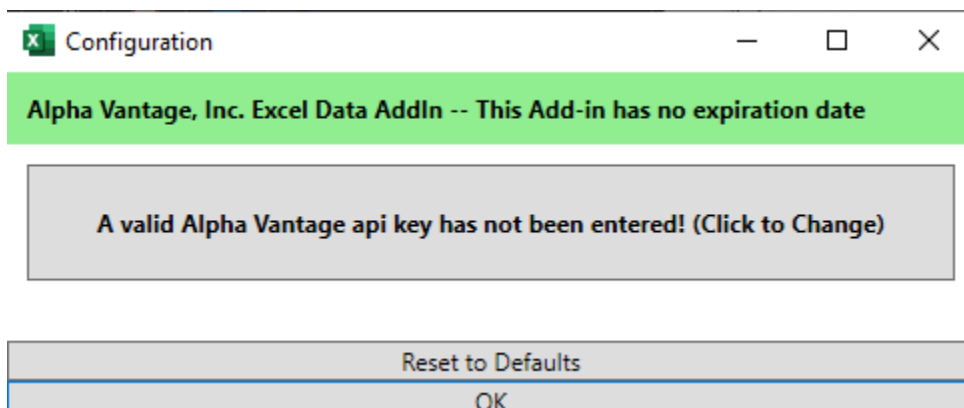 Configuration
Alpha Vantage, Inc. Excel Data AddIn -- This Add-in has no expiration date
A valid Alpha Vantage api key has not been entered! (Click to Change)
Reset to Defaults
OK